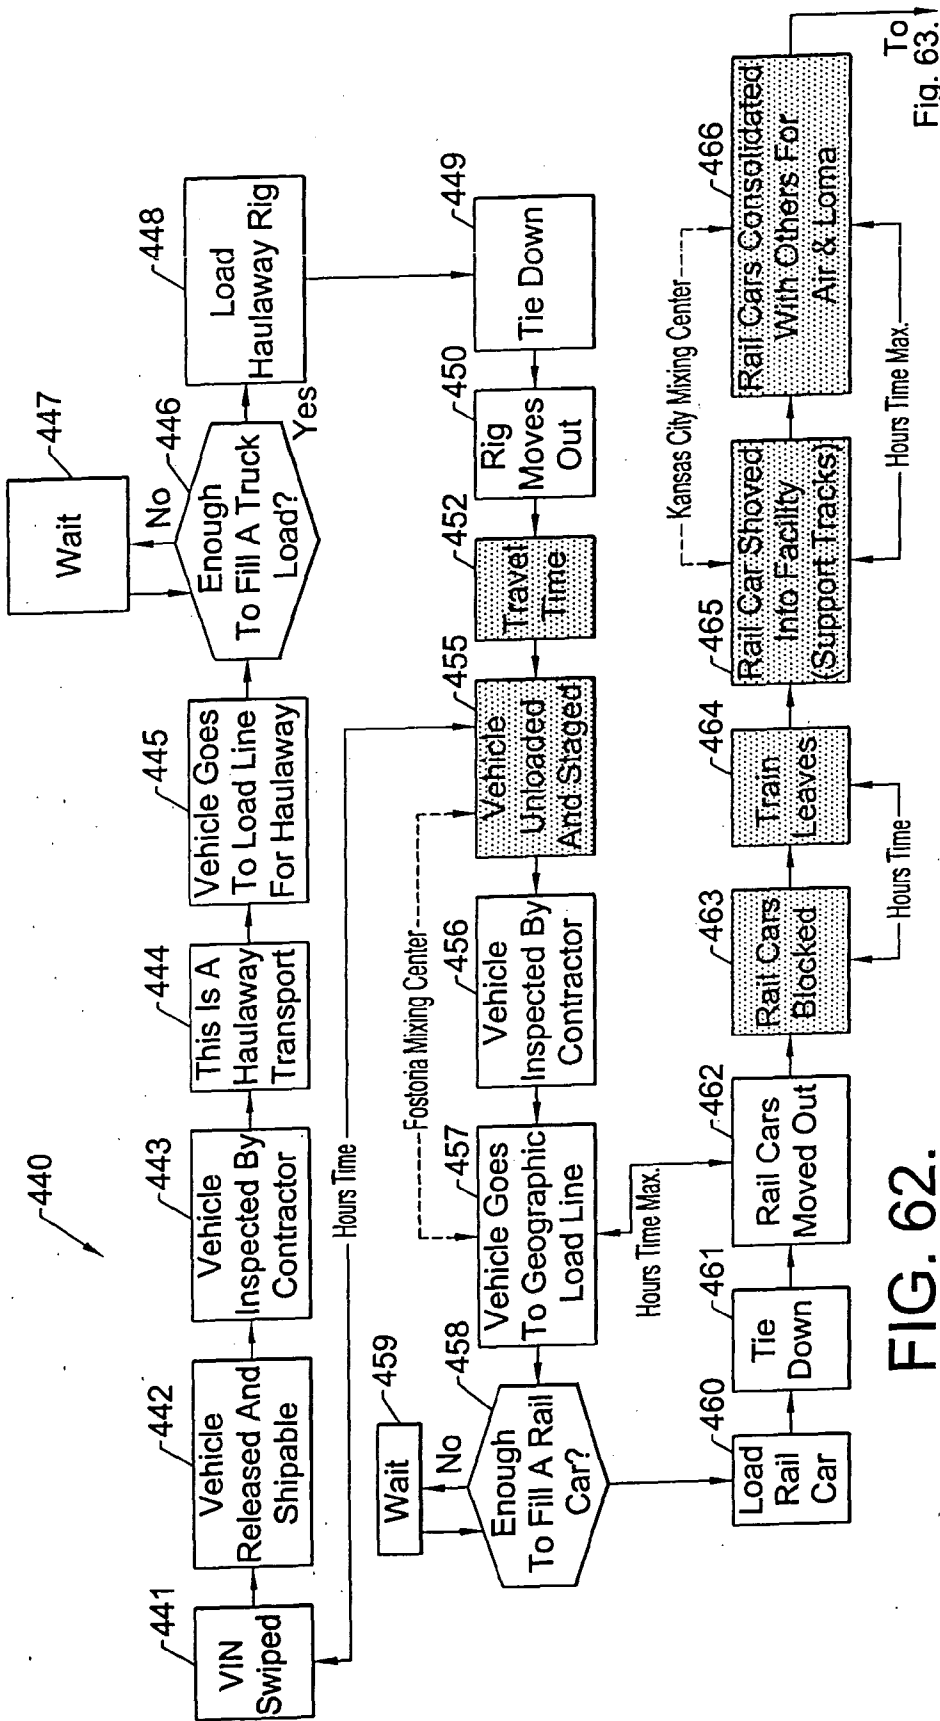 440
441
VIN
Swiped
442
Vehicle
Released And
Shipable
443
Vehicle
Inspected By
Contractor
444
This Is A
Haulaway
Transport
445
Vehicle Goes
To Load Line
For Haulaway
446
Enough
To Fill A Truck
Load?
No
Yes
447
Wait
448
Load
Haulaway Rig
Hours Time
449
Tie Down
450
Rig
Moves
Out
452
Travel
Time
455
Vehicle
Unloaded
And Staged
Fostoria Mixing Center
456
Vehicle
Inspected By
Contractor
457
Vehicle Goes
To Geographic
Load Line
458
Enough
To Fill A Rail
Car?
No
459
Wait
Hours Time Max.
460
Load
Rail
Car
461
Tie
Down
462
Rail Cars
Moved Out
463
Rail Cars
Blocked
464
Train
Leaves
Hours Time
465
Rail Car Shoved
Into Facility
(Support Tracks)
466
Rail Cars Consolidated
With Others For
Air & Loma
Kansas City Mixing Center
Hours Time Max.
To
Fig. 63.
FIG. 62.